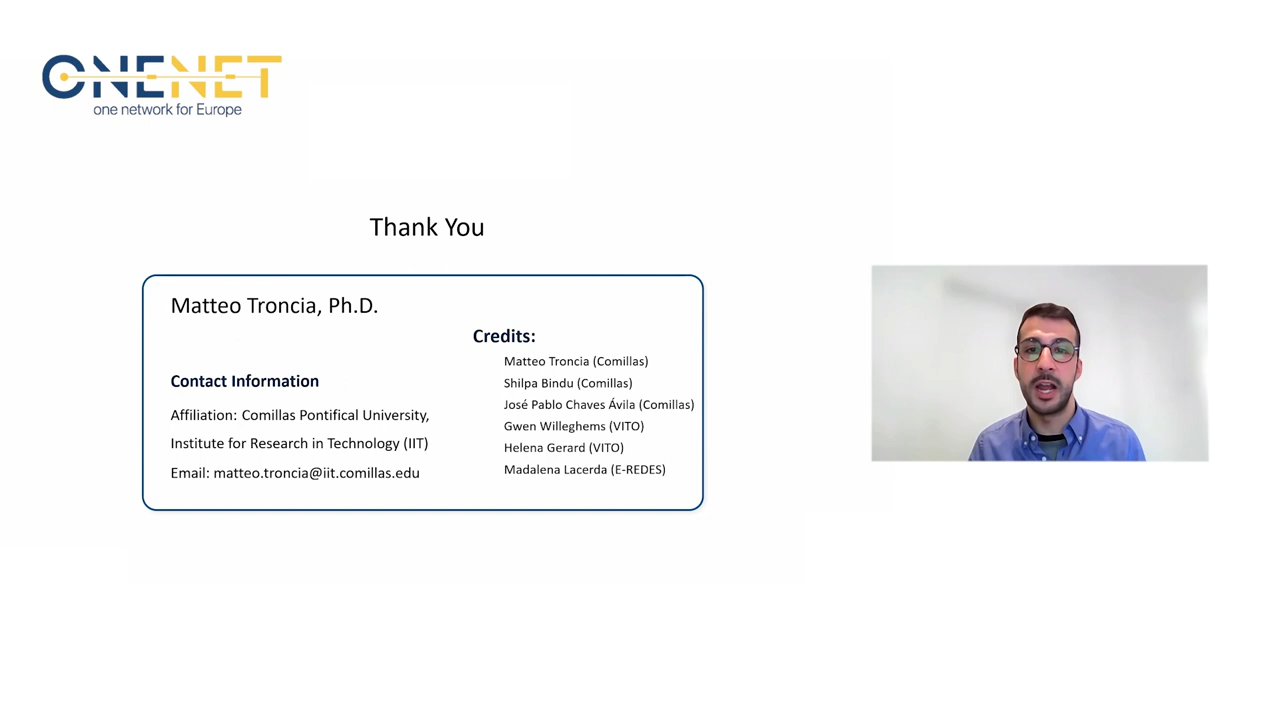 ONENET
one network for Europe
Thank You
Matteo Troncia, Ph.D.
Contact Information
Affiliation: Comillas Pontifical University,
Institute for Research in Technology (IIT)
Email: matteo.troncia@iit.comillas.edu
Credits:
Matteo Troncia (Comillas)
Shilpa Bindu (Comillas)
José Pablo Chaves Ávila (Comillas)
Gwen Willeghems (VITO)
Helena Gerard (VITO)
Madalena Lacerda (E-REDES)